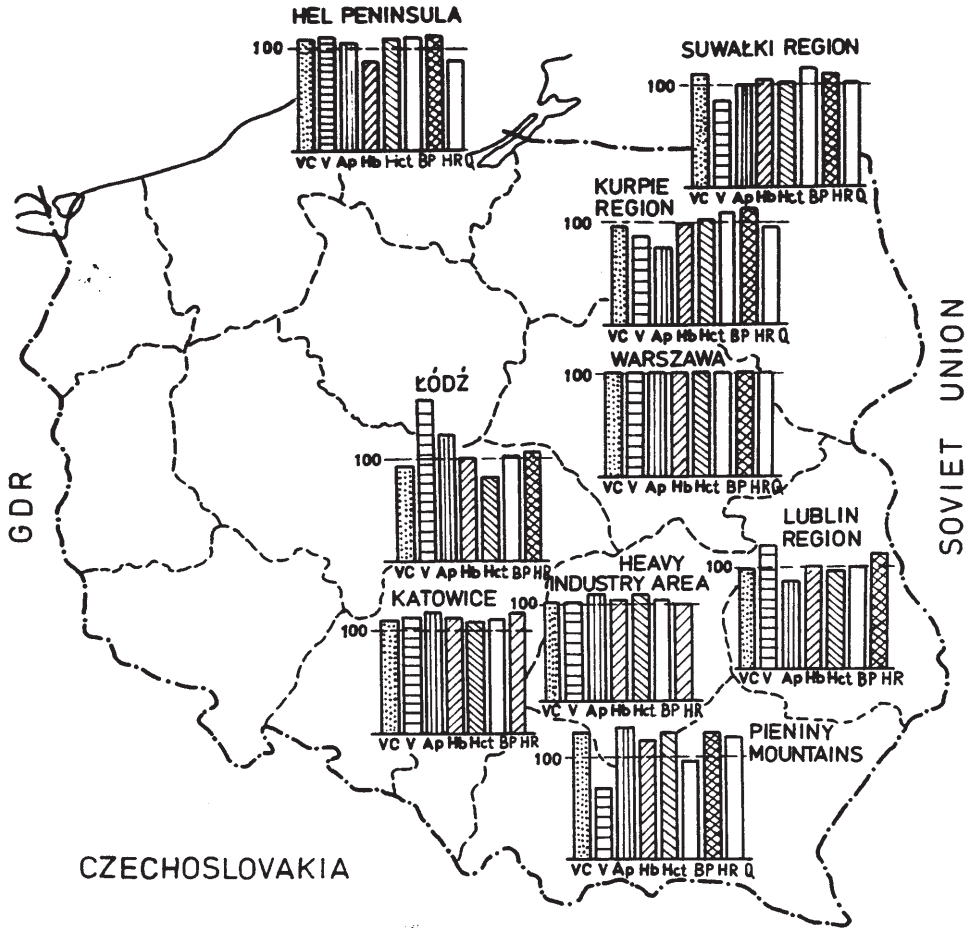 HEL PENINSULA
100
VC V Ap Hb Hct BP HR Q
SUWAŁKI REGION
100
VC V Ap Hb Hct BP HR Q
KURPIE
REGION
100
VC V Ap Hb Hct BP HR Q
WARSZAWA
100
VC V Ap Hb Hct BP HR Q
ŁÓDŹ
100
VC V Ap Hb Hct BP HR
LUBLIN
REGION
100
VC V Ap Hb Hct BP HR
HEAVY
INDUSTRY AREA
100
VC V Ap Hb Hct BP HR
KATOWICE
100
VC V Ap Hb Hct BP HR
PIENINY
MOUNTAINS
100
VC V Ap Hb Hct BP HR Q
GDR
SOVIET UNION
CZECHOSLOVAKIA